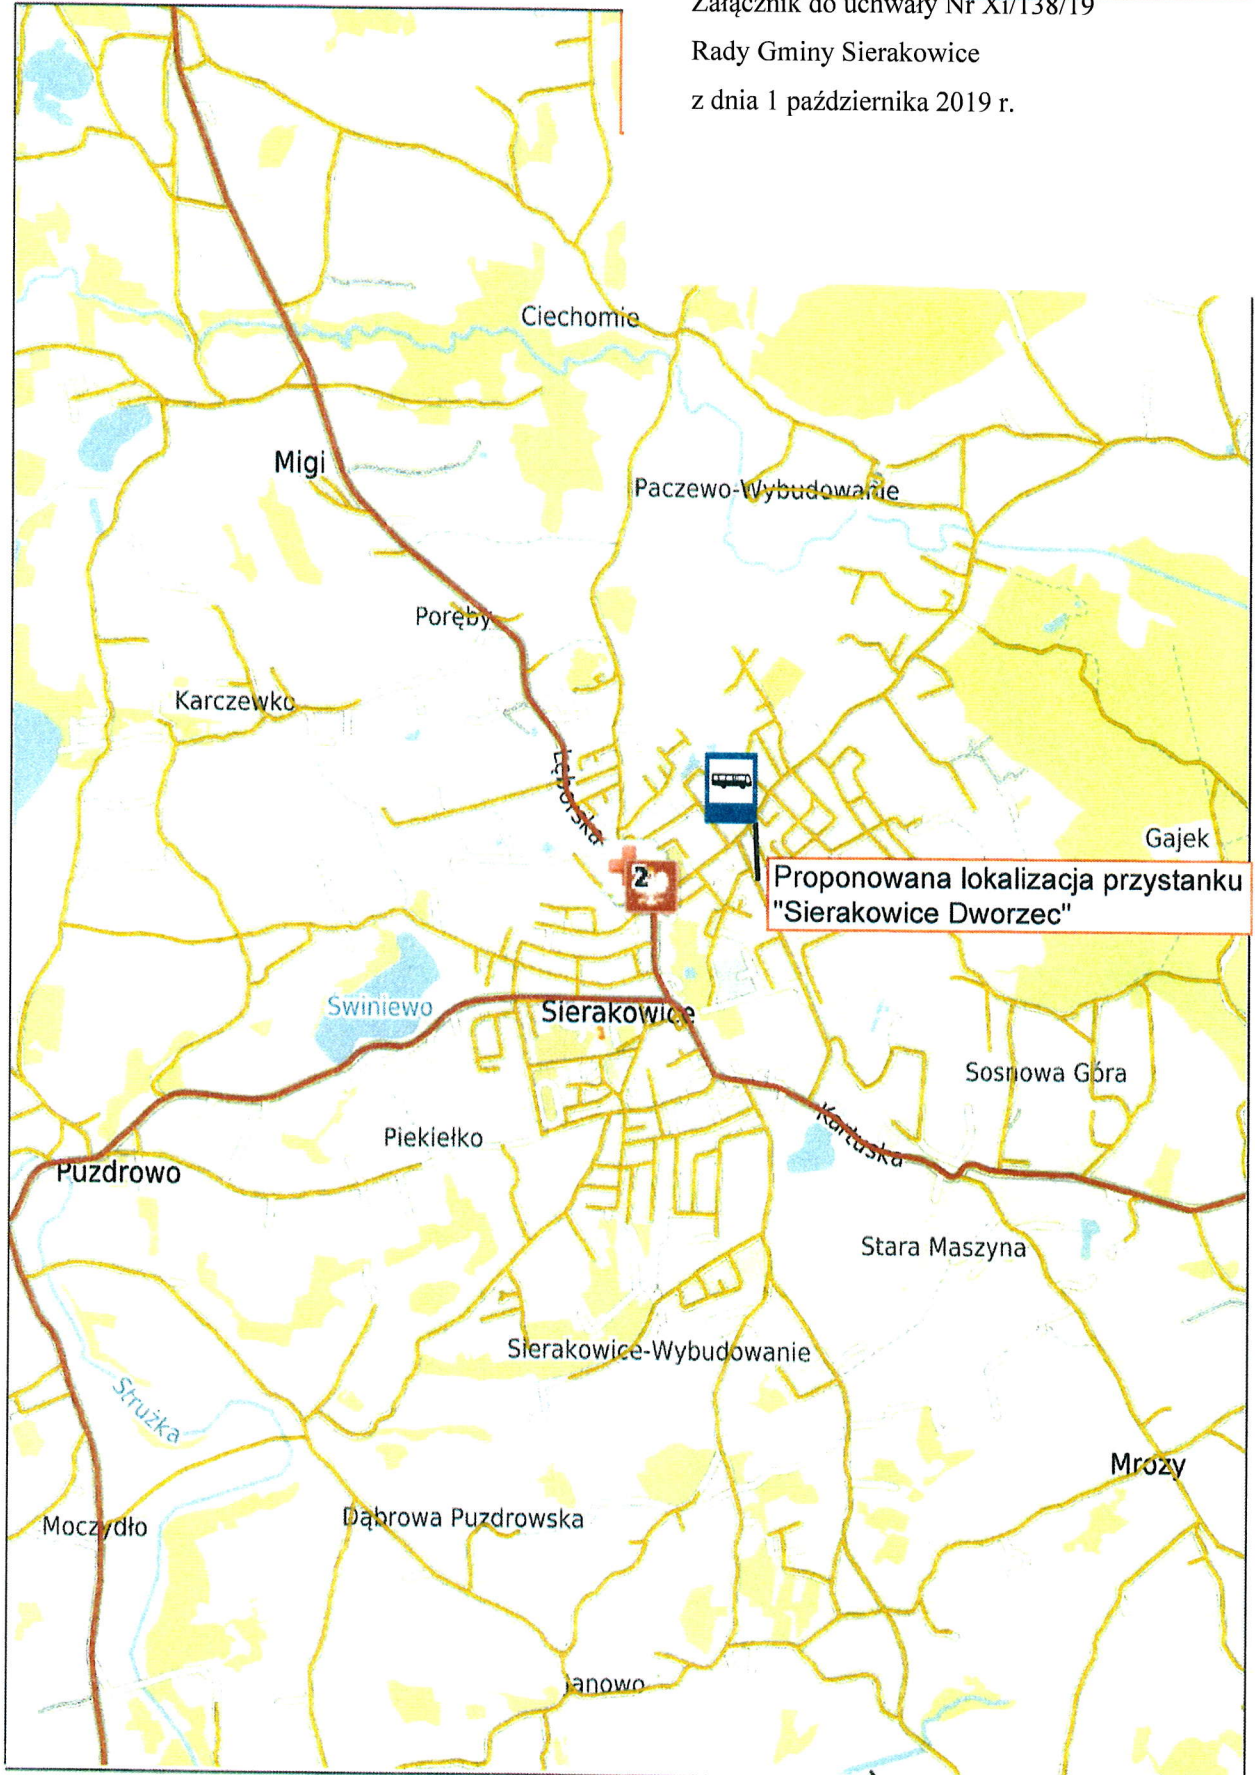 Załącznik do uchwały Nr XI/138/19
Rady Gminy Sierakowice
z dnia 1 października 2019 r.
Ciechomie
Migi
Paczewo-Wybudowanie
Poręby
Karczewko
Lęborska
Gajek
2
Proponowana lokalizacja przystanku
"Sierakowice Dworzec"
Swiniewo
Sierakowice
Sosnowa Góra
Kartuska
Piekiełko
Puzdrowo
Stara Maszyna
Sierakowice-Wybudowanie
Strużka
Mrozy
Moczydło
Dąbrowa Puzdrowska
Janowo